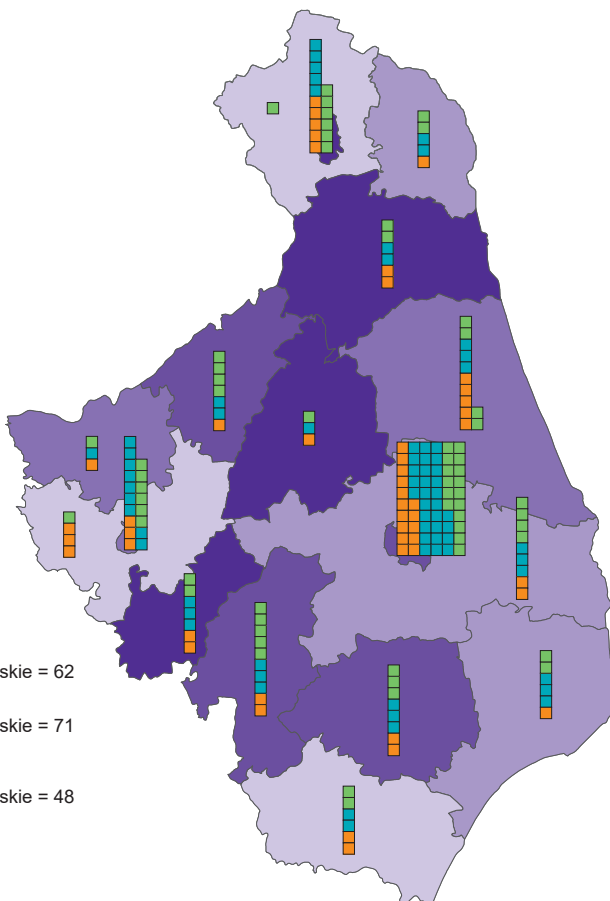 skie = 62
skie = 71
skie = 48